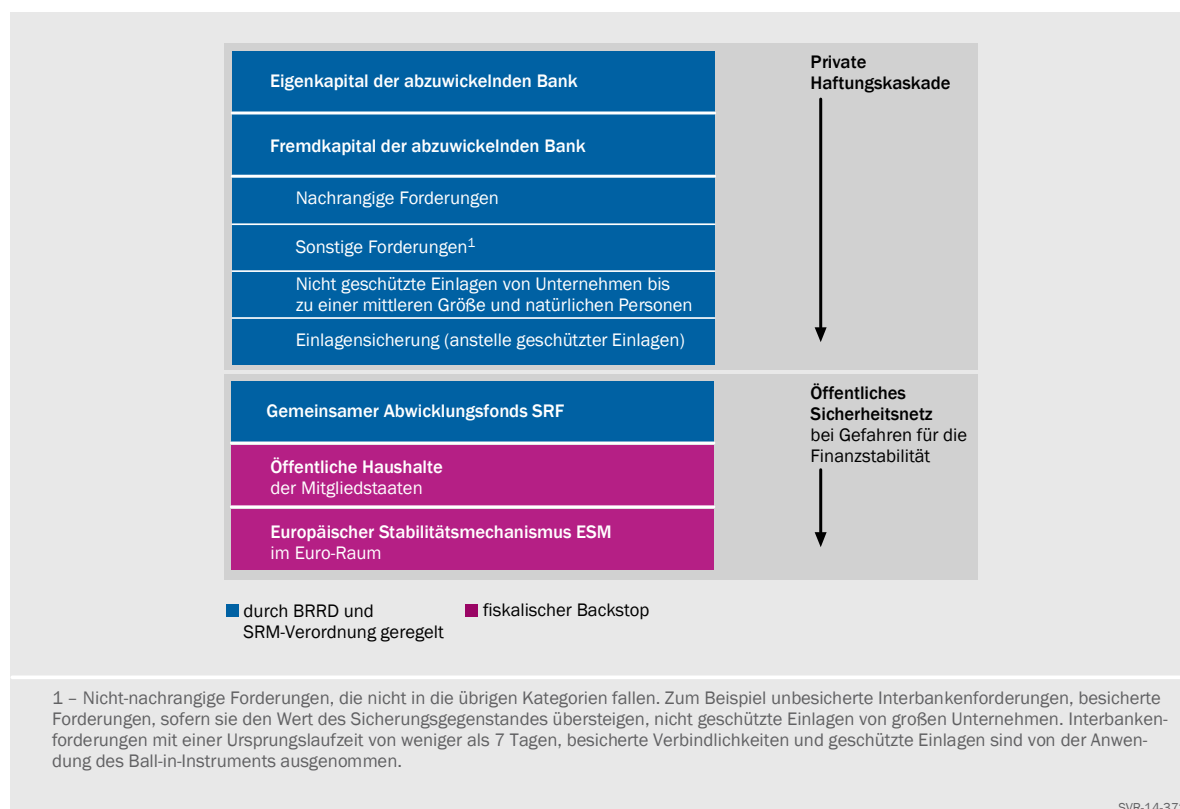 Eigenkapital der abzuwickelnden Bank
Fremdkapital der abzuwickelnden Bank
Nachrangige Forderungen
Sonstige Forderungen1
Nicht geschützte Einlagen von Unternehmen bis
zu einer mittleren Größe und natürlichen Personen
Einlagensicherung (anstelle geschützter Einlagen)
Private
Haftungskaskade
Gemeinsamer Abwicklungsfonds SRF
Öffentliche Haushalte
der Mitgliedstaaten
Europäischer Stabilitätsmechanismus ESM
im Euro-Raum
Öffentliches
Sicherheitsnetz
bei Gefahren für die
Finanzstabilität
durch BRRD und
SRM-Verordnung geregelt
fiskalischer Backstop
1 – Nicht-nachrangige Forderungen, die nicht in die übrigen Kategorien fallen. Zum Beispiel unbesicherte Interbankenforderungen, besicherte
Forderungen, sofern sie den Wert des Sicherungsgegenstandes übersteigen, nicht geschützte Einlagen von großen Unternehmen. Interbanken-
forderungen mit einer Ursprungslaufzeit von weniger als 7 Tagen, besicherte Verbindlichkeiten und geschützte Einlagen sind von der Anwen-
dung des Ball-in-Instruments ausgenommen.